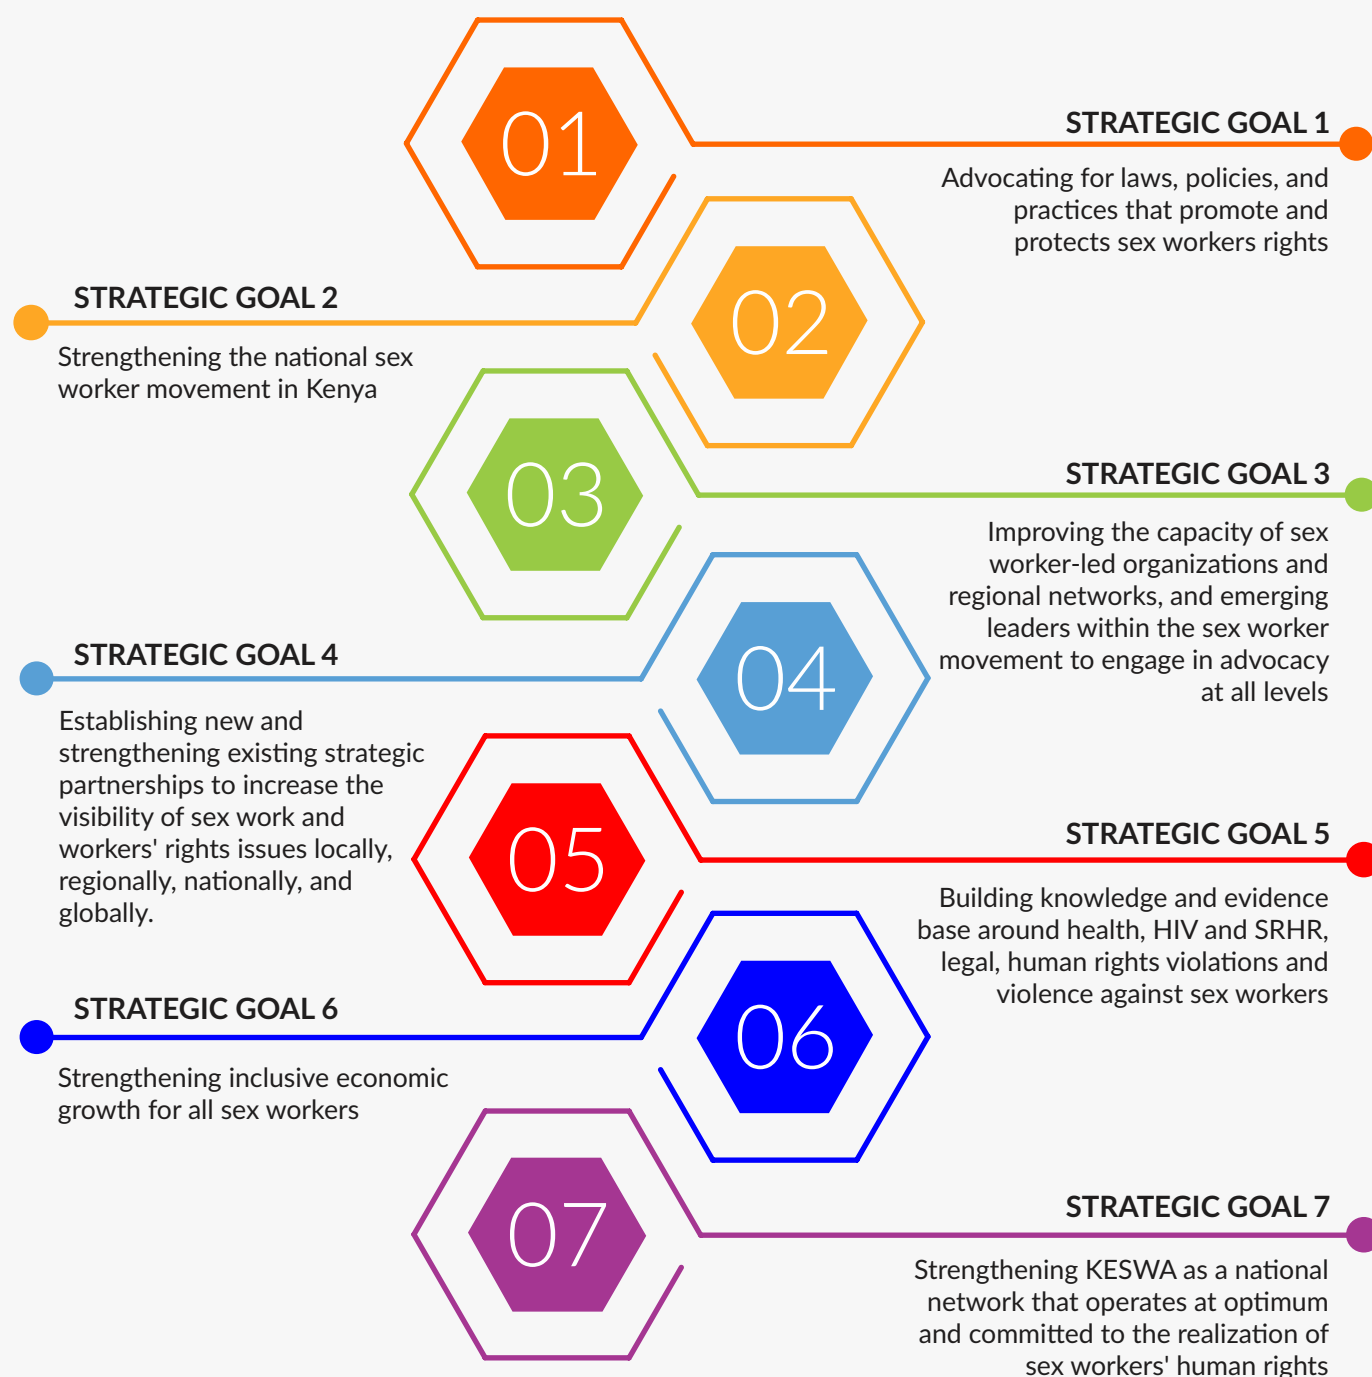 01
STRATEGIC GOAL 1
Advocating for laws, policies, and
practices that promote and
protects sex workers rights
02
STRATEGIC GOAL 2
Strengthening the national sex
worker movement in Kenya
03
STRATEGIC GOAL 3
Improving the capacity of sex
worker-led organizations and
regional networks, and emerging
leaders within the sex worker
movement to engage in advocacy
at all levels
04
STRATEGIC GOAL 4
Establishing new and
strengthening existing strategic
partnerships to increase the
visibility of sex work and
workers' rights issues locally,
regionally, nationally, and
globally.
05
STRATEGIC GOAL 5
Building knowledge and evidence
base around health, HIV and SRHR,
legal, human rights violations and
violence against sex workers
06
STRATEGIC GOAL 6
Strengthening inclusive economic
growth for all sex workers
07
STRATEGIC GOAL 7
Strengthening KESWA as a national
network that operates at optimum
and committed to the realization of
sex workers' human rights